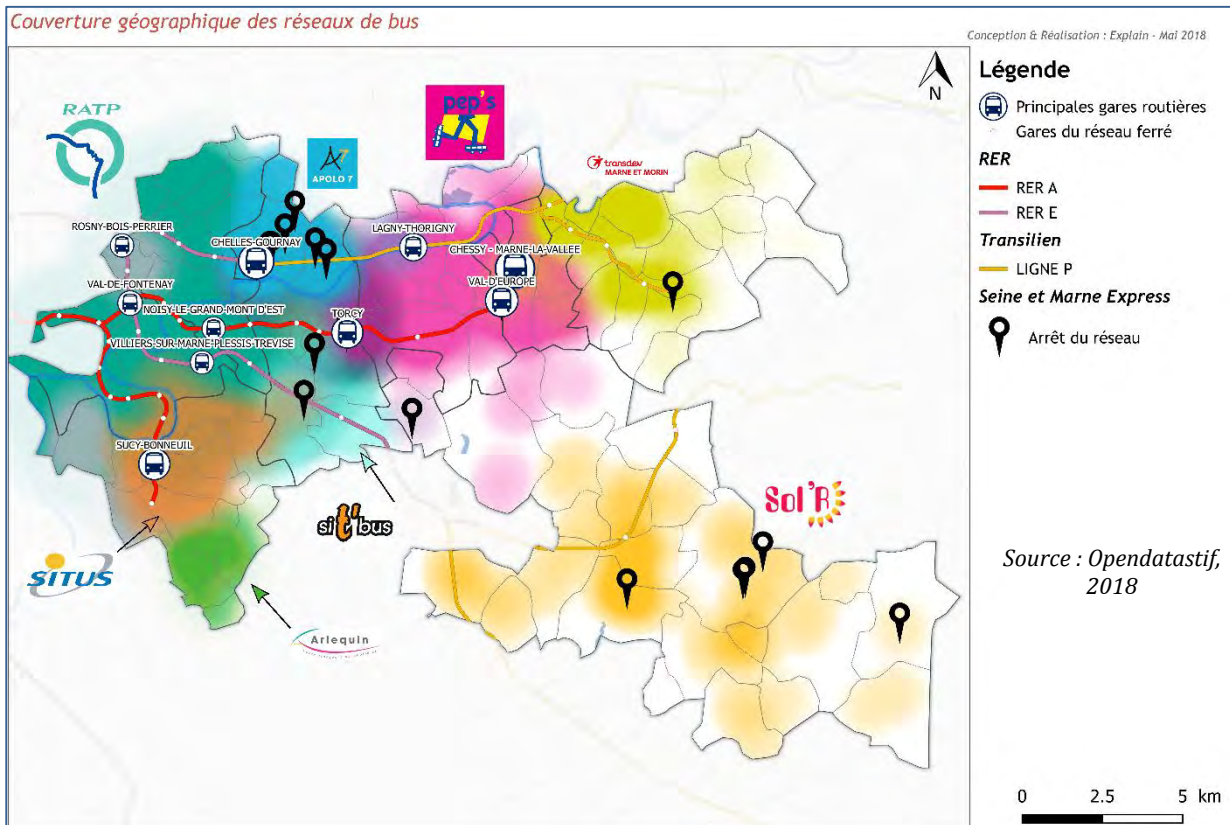 Couverture géographique des réseaux de bus
Conception & Réalisation : Explain - Mai 2018
RATP
A7
APOLO 7
pep's
transdev
MARNE ET MORIN
N
ROSNY-BOIS-PERRIER
CHELLES-GOURNAY
LAGNY-THORIGNY
CHESSY - MARNE-LA-VALLEE
VAL-D'EUROPE
VAL-DE-FONTENAY
NOISY-LE-GRAND-MONT D'EST
TORCY
VILLIERS-SUR-MARNE-PLESSIS-TREVISE
SUCY-BONNEUIL
SITUS
sit'bus
Arlequin
Sol'R
Légende
Principales gares routières
Gares du réseau ferré
RER
RER A
RER E
Transilien
LIGNE P
Seine et Marne Express
Arrêt du réseau
Source : Opendatastif,
2018
0 2.5 5 km